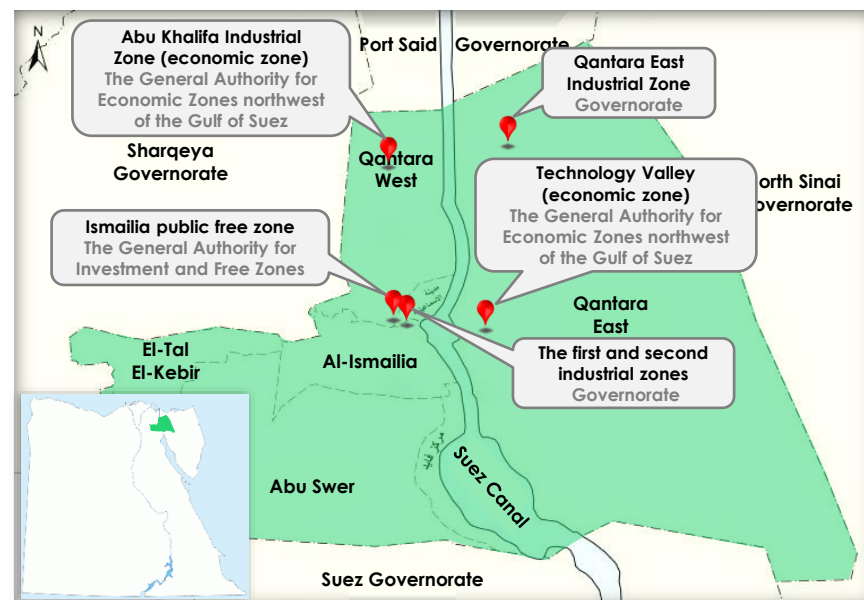 N
Abu Khalifa Industrial
Zone (economic zone)
The General Authority for
Economic Zones northwest
of the Gulf of Suez
Port Said Governorate
Qantara East
Industrial Zone
Governorate
Sharqeya
Governorate
Qantara
West
Technology Valley
(economic zone)
The General Authority for
Economic Zones northwest
of the Gulf of Suez
orth Sinai
overnorate
Ismailia public free zone
The General Authority for
Investment and Free Zones
Qantara
East
El-Tal
El-Kebir
Al-Ismailia
The first and second
industrial zones
Governorate
Suez Canal
Abu Swer
Suez Governorate